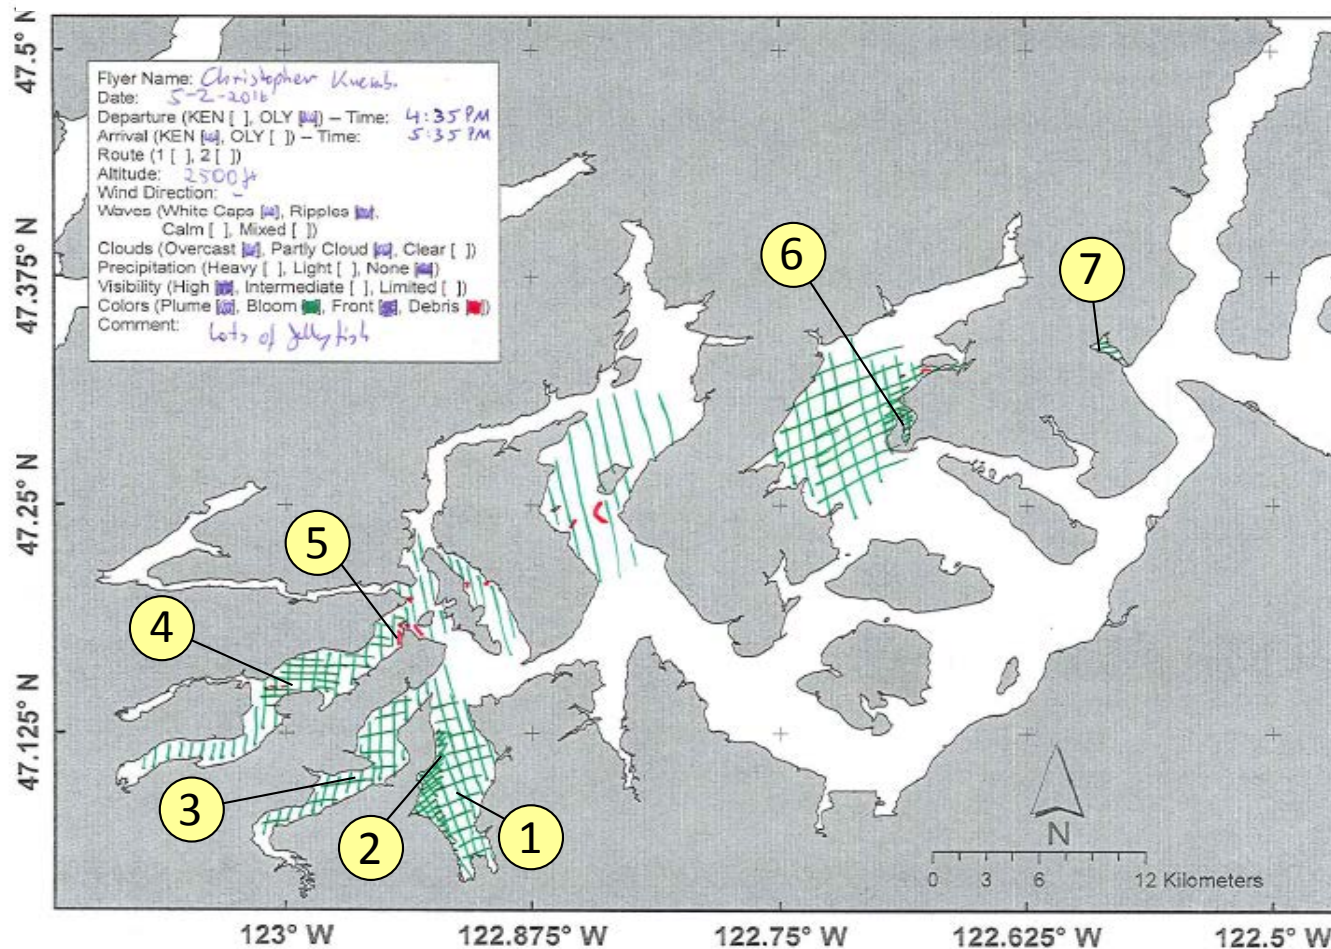 47.5° N
47.375° N
47.25° N
47.125° N
Flyer Name: Christopher
Date: 5-2-2016
Departure (KEN [ ], OLY [ ]) – Time: 4:35 PM
Arrival (KEN [ ], OLY [ ]) – Time: 5:35 PM
Route (1 [ ], 2 [ ])
Altitude: 2500 ft
Wind Direction: -
Waves (White Caps [ ], Ripples [ ],
Calm [ ], Mixed [ ])
Clouds (Overcast [ ], Partly Cloud [ ], Clear [ ])
Precipitation (Heavy [ ], Light [ ], None [ ])
Visibility (High [ ], Intermediate [ ], Limited [ ])
Colors (Plume [ ], Bloom [ ], Front [ ], Debris [ ])
Comment: Lots of Jellyfish
6
7
5
4
3
2
1
N
0 3 6 12 Kilometers
123° W 122.875° W 122.75° W 122.625° W 122.5° W